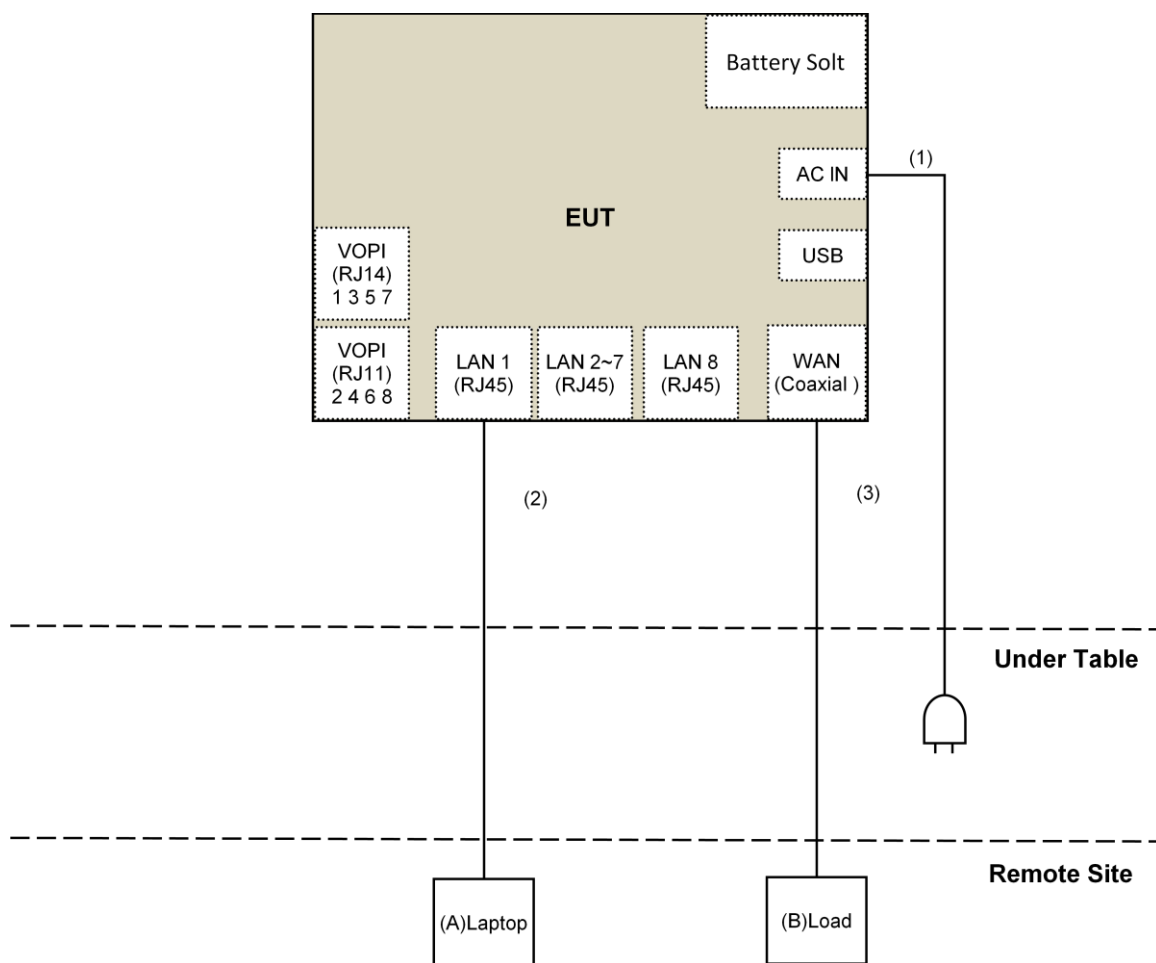 Battery Solt
(1)
AC IN
EUT
USB
VOPI
(RJ14)
1 3 5 7
VOPI
(RJ11)
2 4 6 8
LAN 1
(RJ45)
LAN 2~7
(RJ45)
LAN 8
(RJ45)
WAN
(Coaxial )
(2)
(3)
Under Table
Remote Site
(A)Laptop
(B)Load